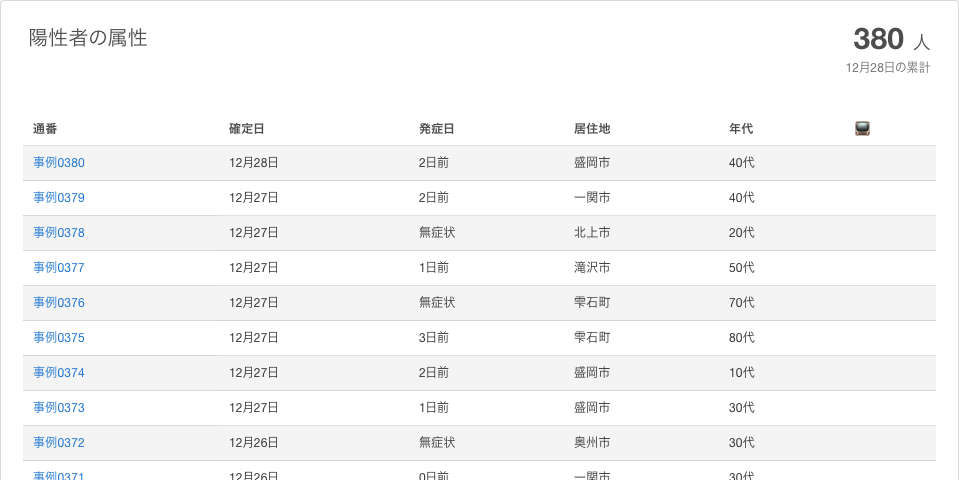 陽性者の属性
380 人
12月28日の累計
通番 確定日 発症日 居住地 年代
事例0380 12月28日 2日前 盛岡市 40代
事例0379 12月27日 2日前 一関市 40代
事例0378 12月27日 無症状 北上市 20代
事例0377 12月27日 1日前 滝沢市 50代
事例0376 12月27日 無症状 雫石町 70代
事例0375 12月27日 3日前 雫石町 80代
事例0374 12月27日 2日前 盛岡市 10代
事例0373 12月27日 1日前 盛岡市 30代
事例0372 12月26日 無症状 奥州市 30代
事例0371 12月26日 0日前 一関市 30代